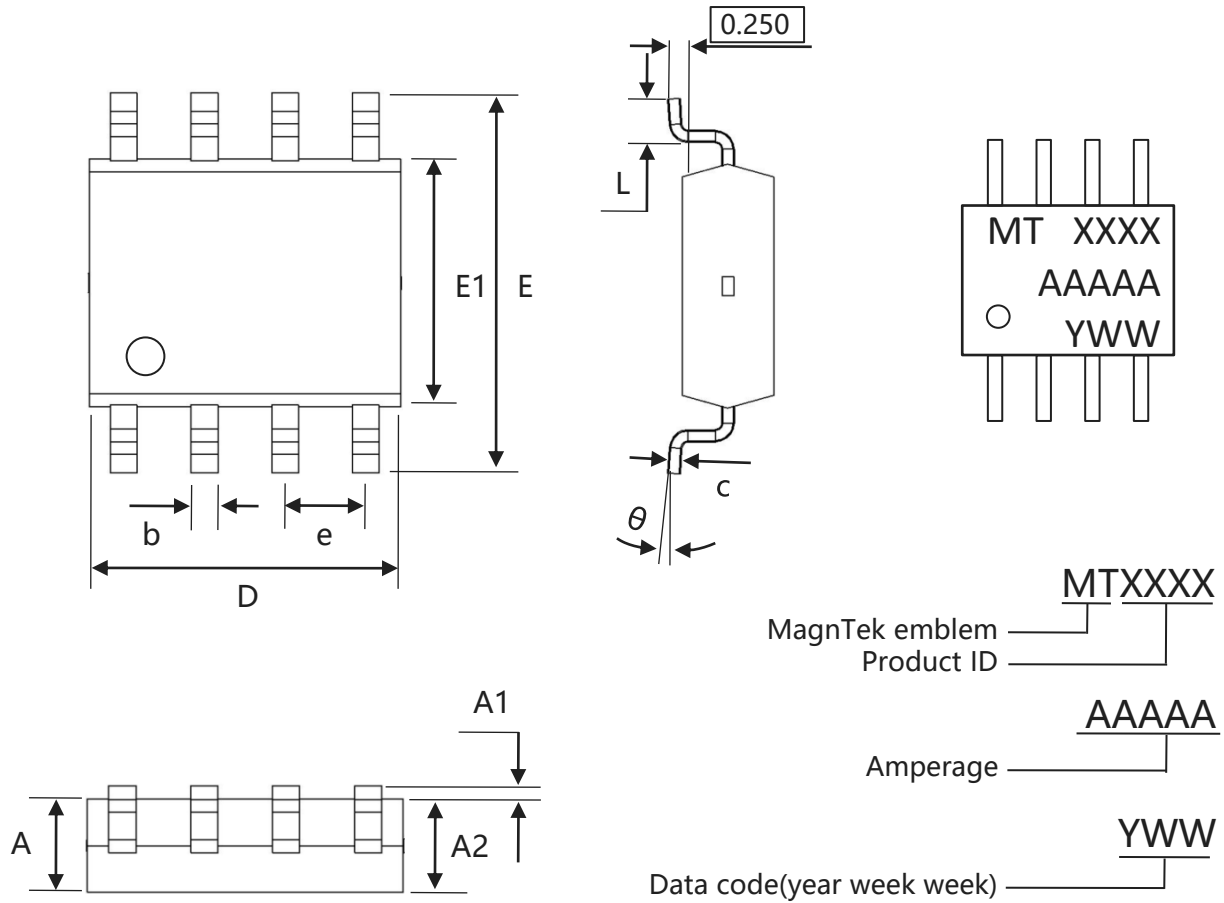 0.250
L
E1
E
b
e
D
c
θ
MT XXXX
AAAAA
YWW
MTXXXX
MagnTek emblem
Product ID
AAAAA
Amperage
YWW
Data code(year week week)
A1
A
A2